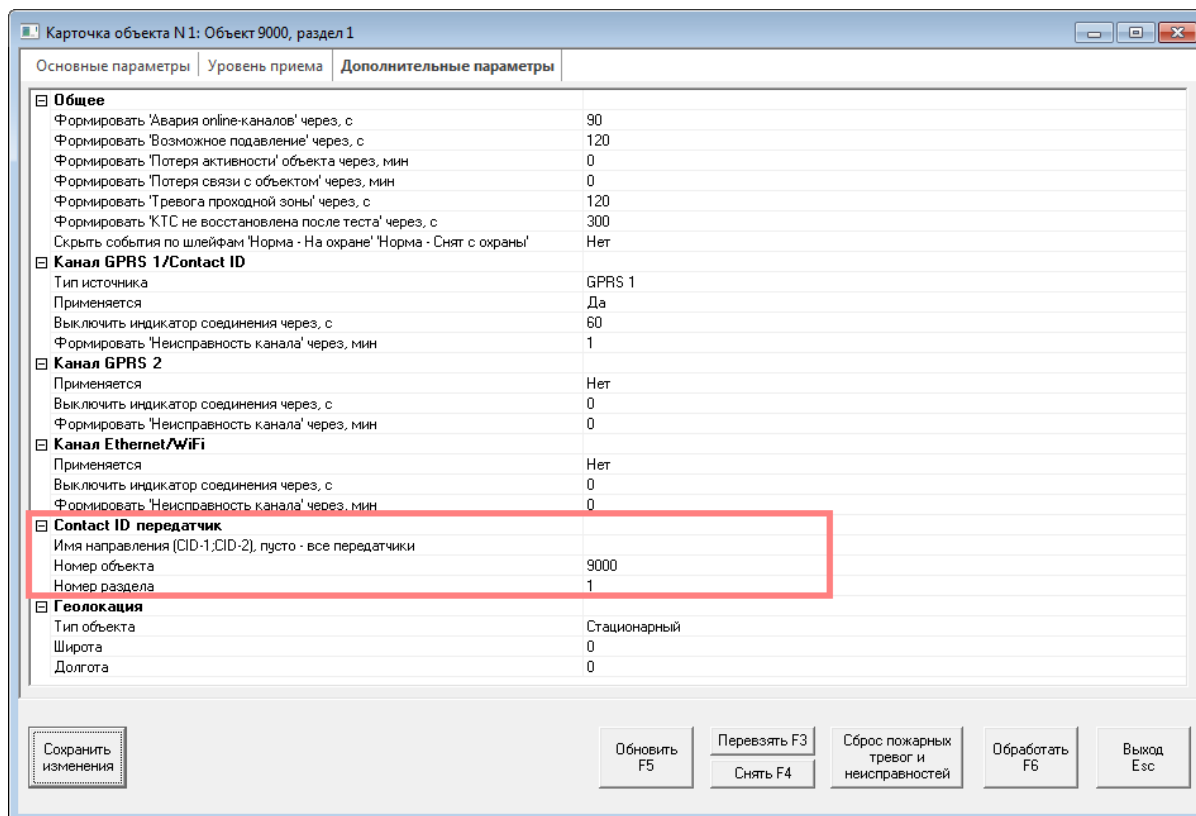 Карточка объекта N 1: Объект 9000, раздел 1
Основные параметры Уровень приема Дополнительные параметры
Общее
Формировать 'Авария online-каналов' через, с 90
Формировать 'Возможное подавление' через, с 120
Формировать 'Потеря активности' объекта через, мин 0
Формировать 'Потеря связи с объектом' через, мин 0
Формировать 'Тревога проходной зоны' через, с 120
Формировать 'КТС не восстановлена после теста' через, с 300
Скрыть события по шлейфам 'Норма - На охране' 'Норма - Снят с охраны' Нет
Канал GPRS 1/Contact ID
Тип источника GPRS 1
Применяется Да
Выключить индикатор соединения через, с 60
Формировать 'Неисправность канала' через, мин 1
Канал GPRS 2
Применяется Нет
Выключить индикатор соединения через, с 0
Формировать 'Неисправность канала' через, мин 0
Канал Ethernet/WiFi
Применяется Нет
Выключить индикатор соединения через, с 0
Формировать 'Неисправность канала' через, мин 0
Contact ID передатчик
Имя направления (CID-1;CID-2), пусто - все передатчики
Номер объекта 9000
Номер раздела 1
Геолокация
Тип объекта Стационарный
Широта 0
Долгота 0
Сохранить
изменения
Обновить
F5
Перевзять F3
Снять F4
Сброс пожарных
тревог и
неисправностей
Обработать
F6
Выход
Esc